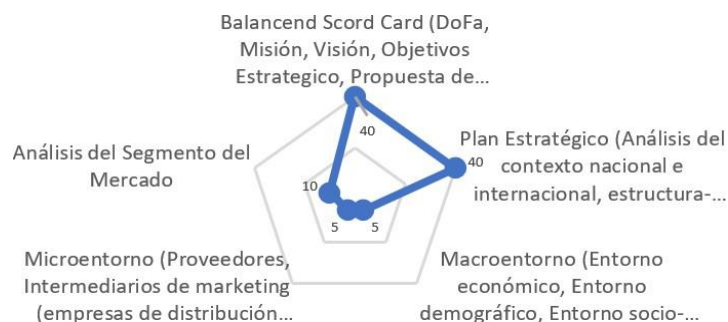 Balancend Scord Card (DoFa,
Misión, Visión, Objetivos
Estrategico, Propuesta de...
40
Plan Estratégico (Análisis del
contexto nacional e
internacional, estructura-...
40
Análisis del Segmento del
Mercado
10
5
5
Microentorno (Proveedores,
Intermediarios de marketing
(empresas de distribución...
Macroentorno (Entorno
económico, Entorno
demográfico, Entorno socio-...